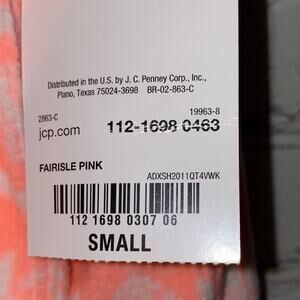 Distributed in the U.S. by J. C. Penney Corp., Inc.,
Plano, Texas 75024-3698 BR-02-863-C
2863-C 19963-8
jcp.com 112-1698 0463
FAIRISLE PINK
ADXSH2011QT4VWK
112 1698 0307 06
SMALL